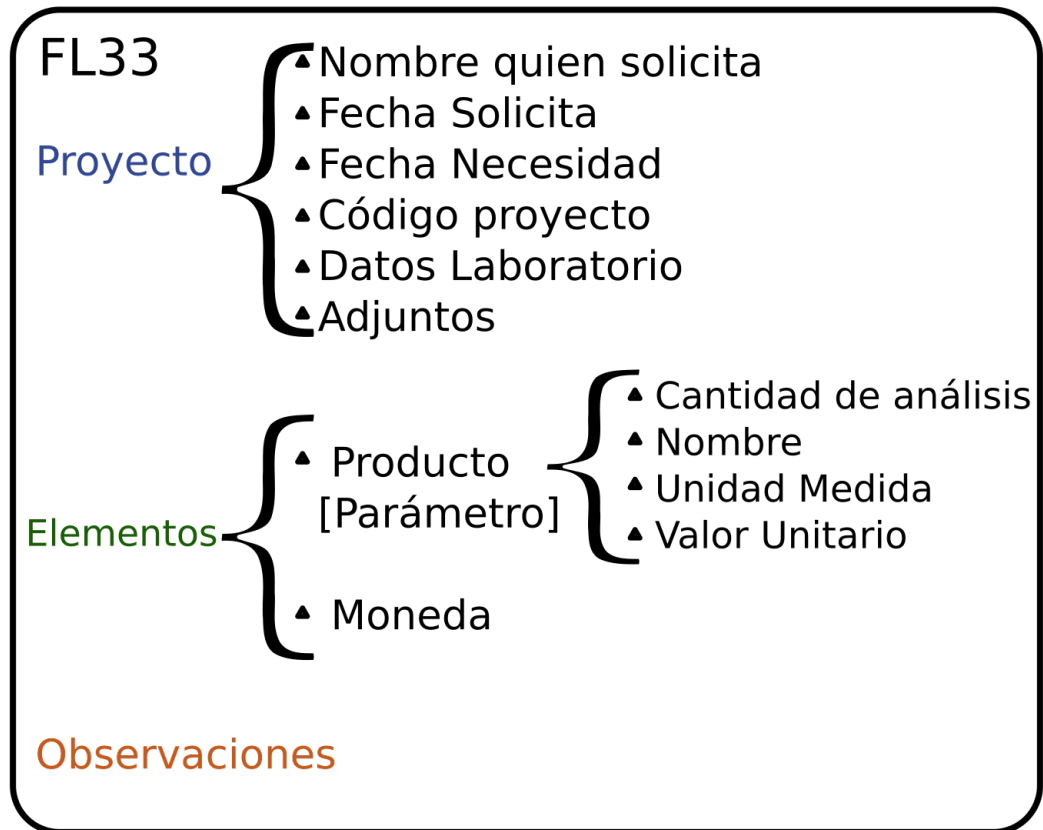 FL33
Proyecto
Nombre quien solicita
Fecha Solicita
Fecha Necesidad
Código proyecto
Datos Laboratorio
Adjuntos
Elementos
Producto
[Parámetro]
Cantidad de análisis
Nombre
Unidad Medida
Valor Unitario
Moneda
Observaciones